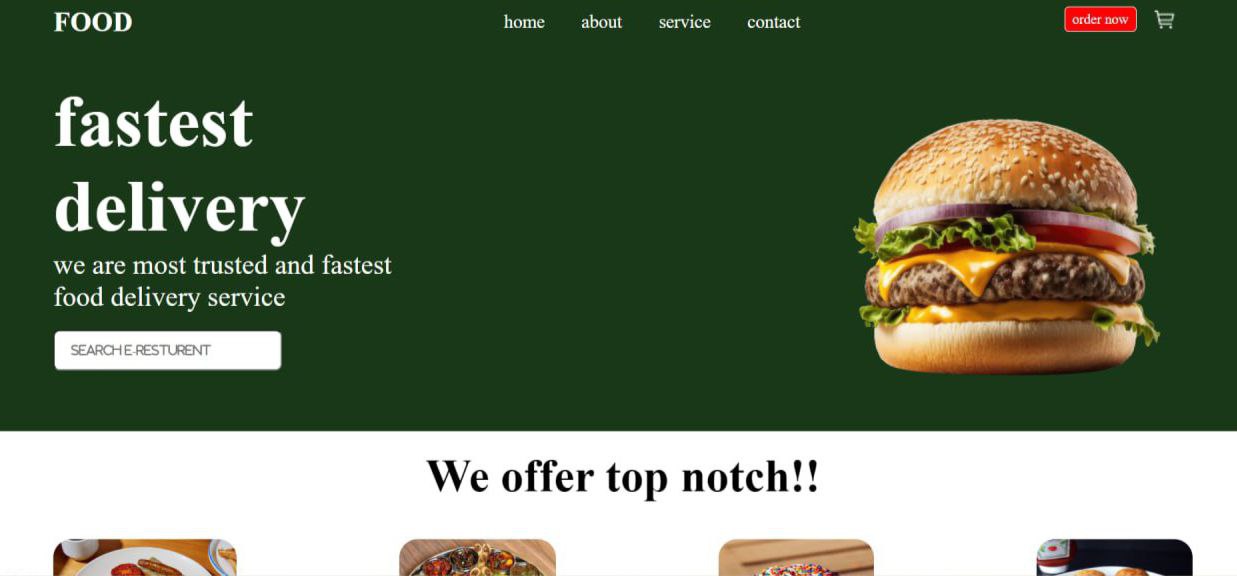 FOOD
home about service contact
order now
fastest
delivery
we are most trusted and fastest
food delivery service
SEARCH E-RESTURENT
We offer top notch!!